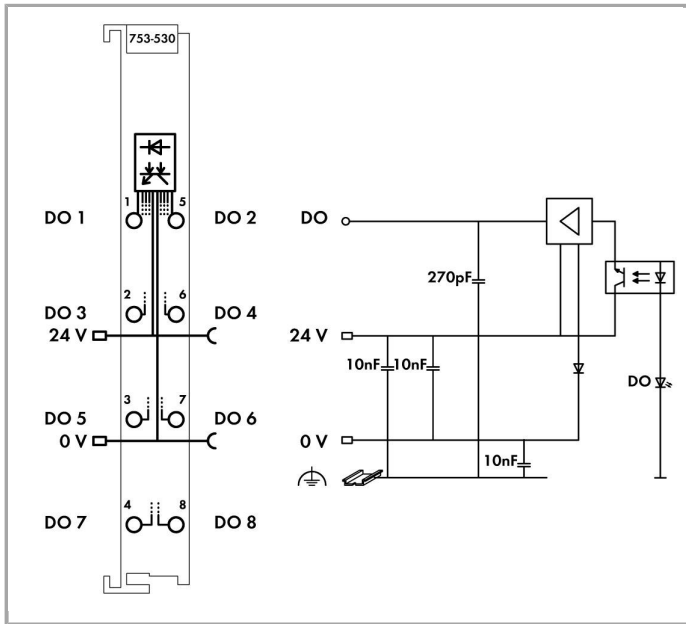 753-530
1 5
DO 1 DO 2
2 6
DO 3 DO 4
24 V
3 7
DO 5 DO 6
0 V
4 8
DO 7 DO 8
DO
270pF
24 V
10nF 10nF
DO
0 V
10nF